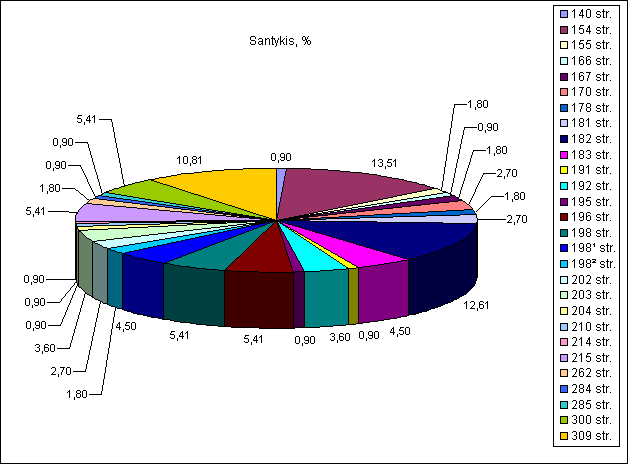 Santykis, %
0,90
13,51
1,80
0,90
1,80
2,70
1,80
2,70
12,61
4,50
0,90
3,60
0,90
5,41
5,41
4,50
1,80
2,70
3,60
0,90
0,90
0,90
5,41
1,80
0,90
0,90
5,41
10,81
140 str.
154 str.
155 str.
166 str.
167 str.
170 str.
178 str.
181 str.
182 str.
183 str.
191 str.
192 str.
195 str.
196 str.
198 str.
198¹ str.
198² str.
202 str.
203 str.
204 str.
210 str.
214 str.
215 str.
262 str.
284 str.
285 str.
300 str.
309 str.